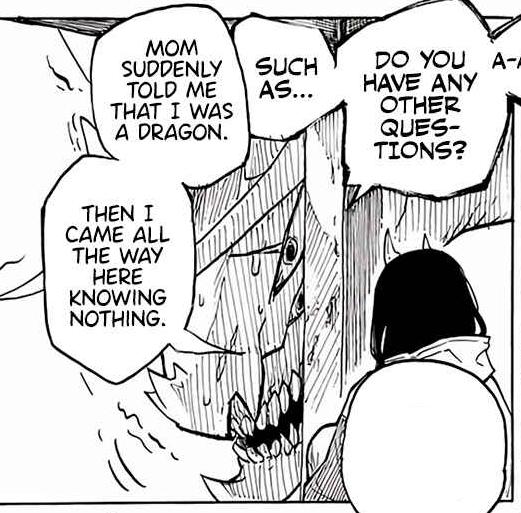 A-
DO YOU
HAVE ANY
OTHER
QUES-
TIONS?
SUCH
AS...
MOM
SUDDENLY
TOLD ME
THAT I WAS
A DRAGON.
THEN I
CAME ALL
THE WAY
HERE
KNOWING
NOTHING.